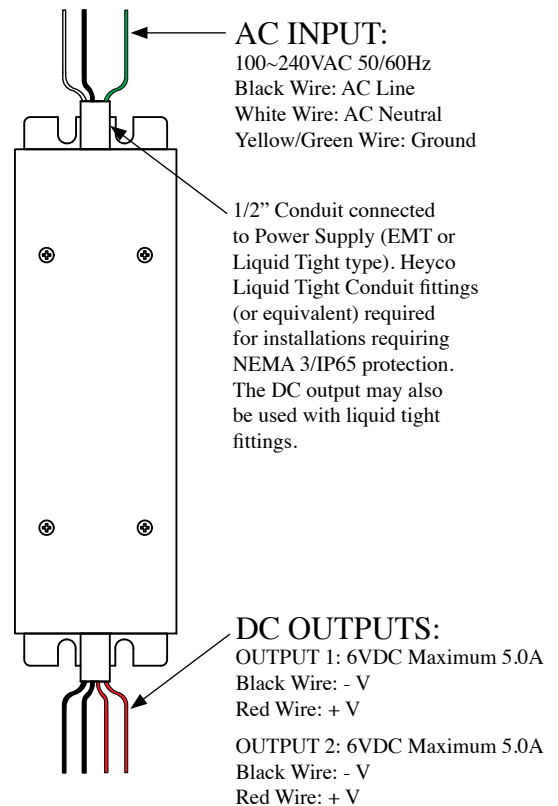 AC INPUT:
100~240VAC 50/60Hz
Black Wire: AC Line
White Wire: AC Neutral
Yellow/Green Wire: Ground
1/2” Conduit connected
to Power Supply (EMT or
Liquid Tight type). Heyco
Liquid Tight Conduit fittings
(or equivalent) required
for installations requiring
NEMA 3/IP65 protection.
The DC output may also
be used with liquid tight
fittings.
DC OUTPUTS:
OUTPUT 1: 6VDC Maximum 5.0A
Black Wire: - V
Red Wire: + V
OUTPUT 2: 6VDC Maximum 5.0A
Black Wire: - V
Red Wire: + V